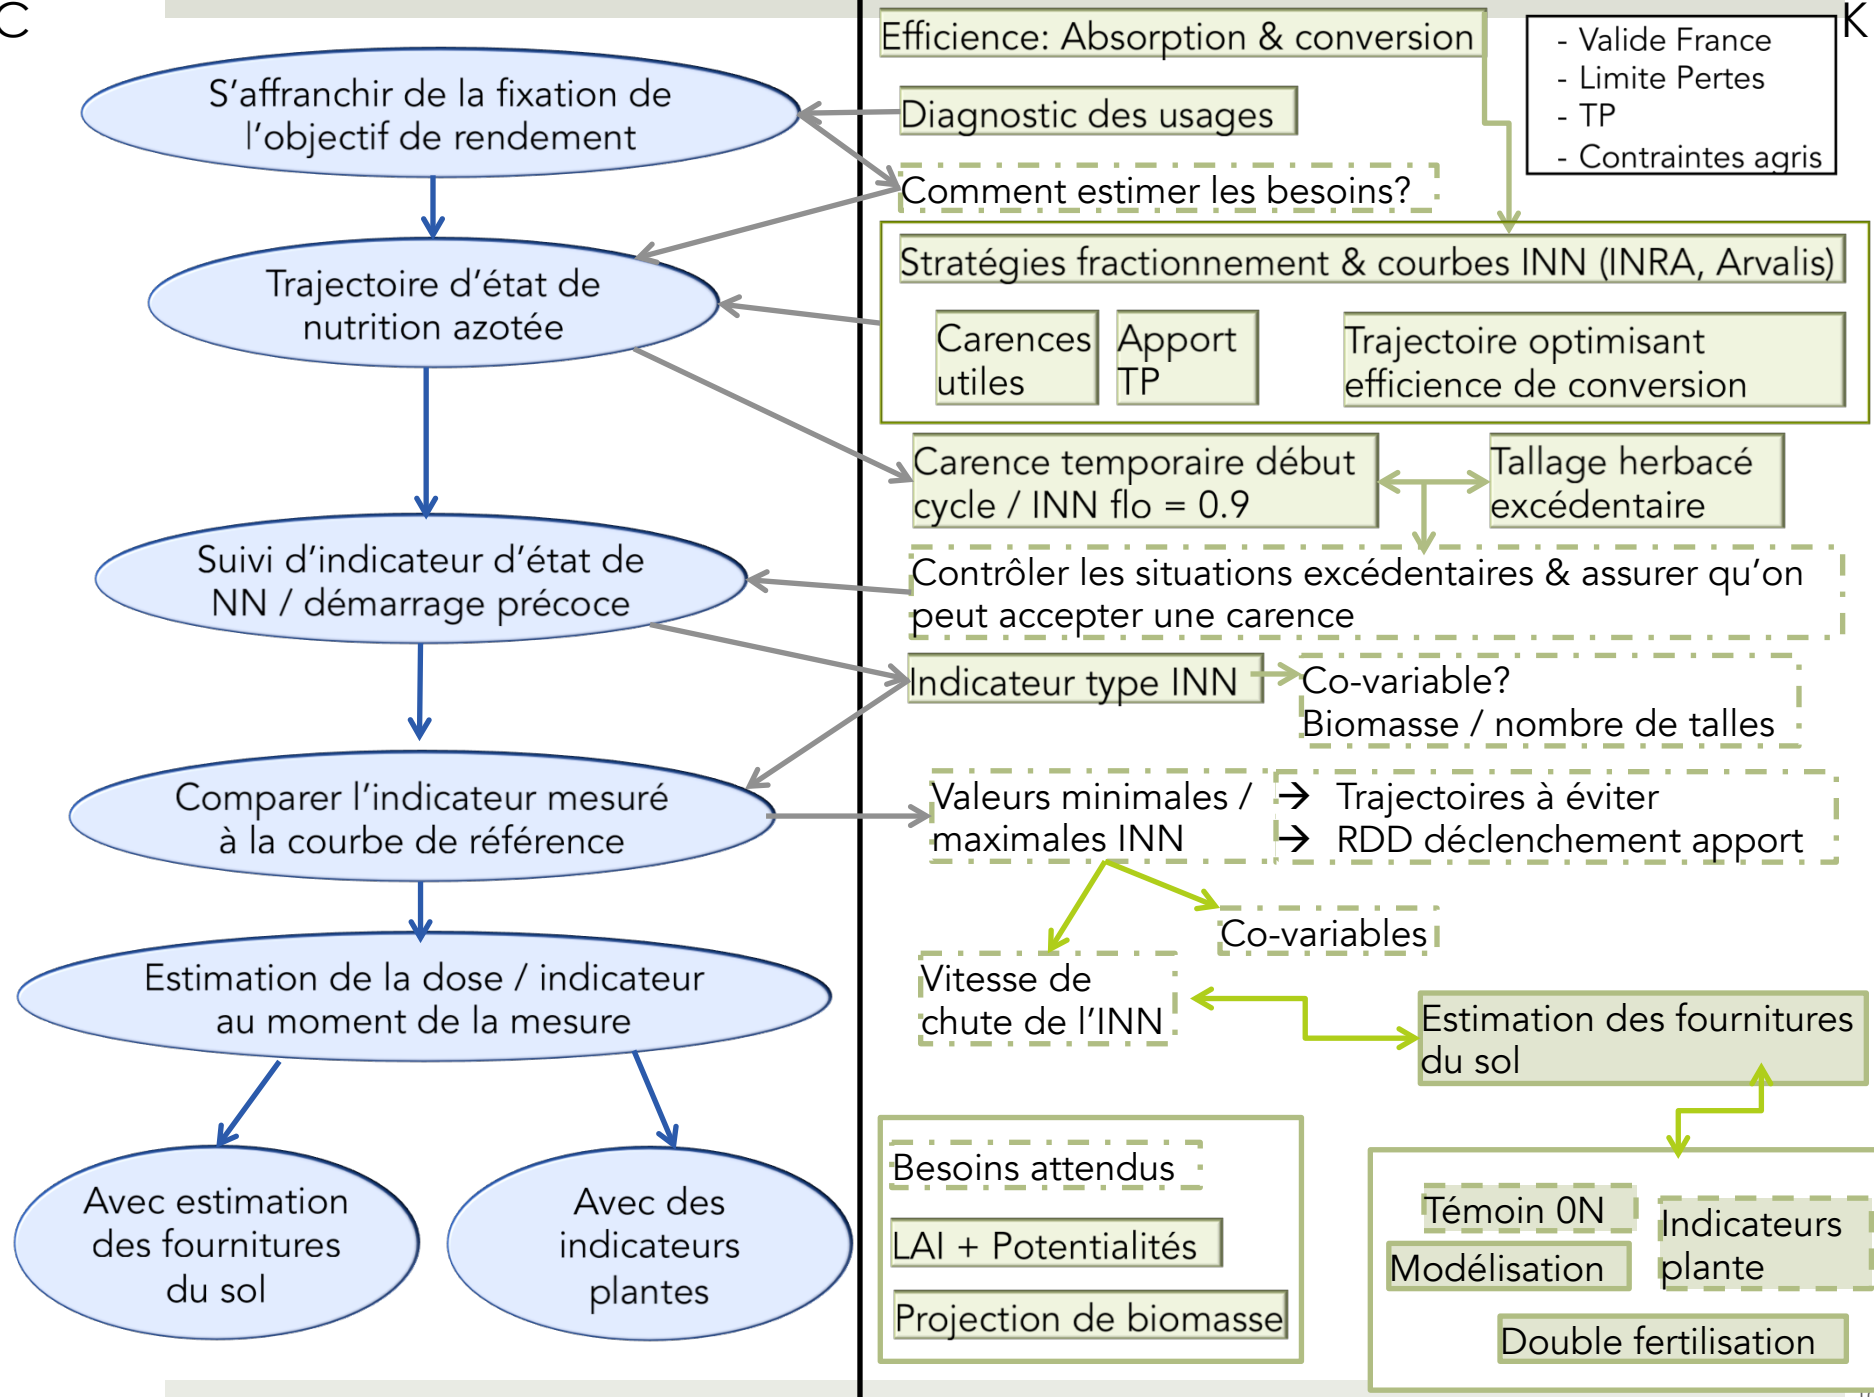 C
K
S'affranchir de la fixation de
l'objectif de rendement
Trajectoire d'état de
nutrition azotée
Suivi d'indicateur d'état de
NN / démarrage précoce
Comparer l'indicateur mesuré
à la courbe de référence
Estimation de la dose / indicateur
au moment de la mesure
Avec estimation
des fournitures
du sol
Avec des
indicateurs
plantes
Efficience: Absorption & conversion
- Valide France
- Limite Pertes
- TP
- Contraintes agris
Diagnostic des usages
Comment estimer les besoins?
Stratégies fractionnement & courbes INN (INRA, Arvalis)
Carences
utiles
Apport
TP
Trajectoire optimisant
efficience de conversion
Carence temporaire début
cycle / INN flo = 0.9
Tallage herbacé
excédentaire
Contrôler les situations excédentaires & assurer qu'on
peut accepter une carence
Indicateur type INN
Co-variable?
Biomasse / nombre de talles
Valeurs minimales /
maximales INN
→ Trajectoires à éviter
→ RDD déclenchement apport
Co-variables
Vitesse de
chute de l'INN
Estimation des fournitures
du sol
Besoins attendus
LAI + Potentialités
Projection de biomasse
Témoin 0N
Modélisation
Indicateurs
plante
Double fertilisation